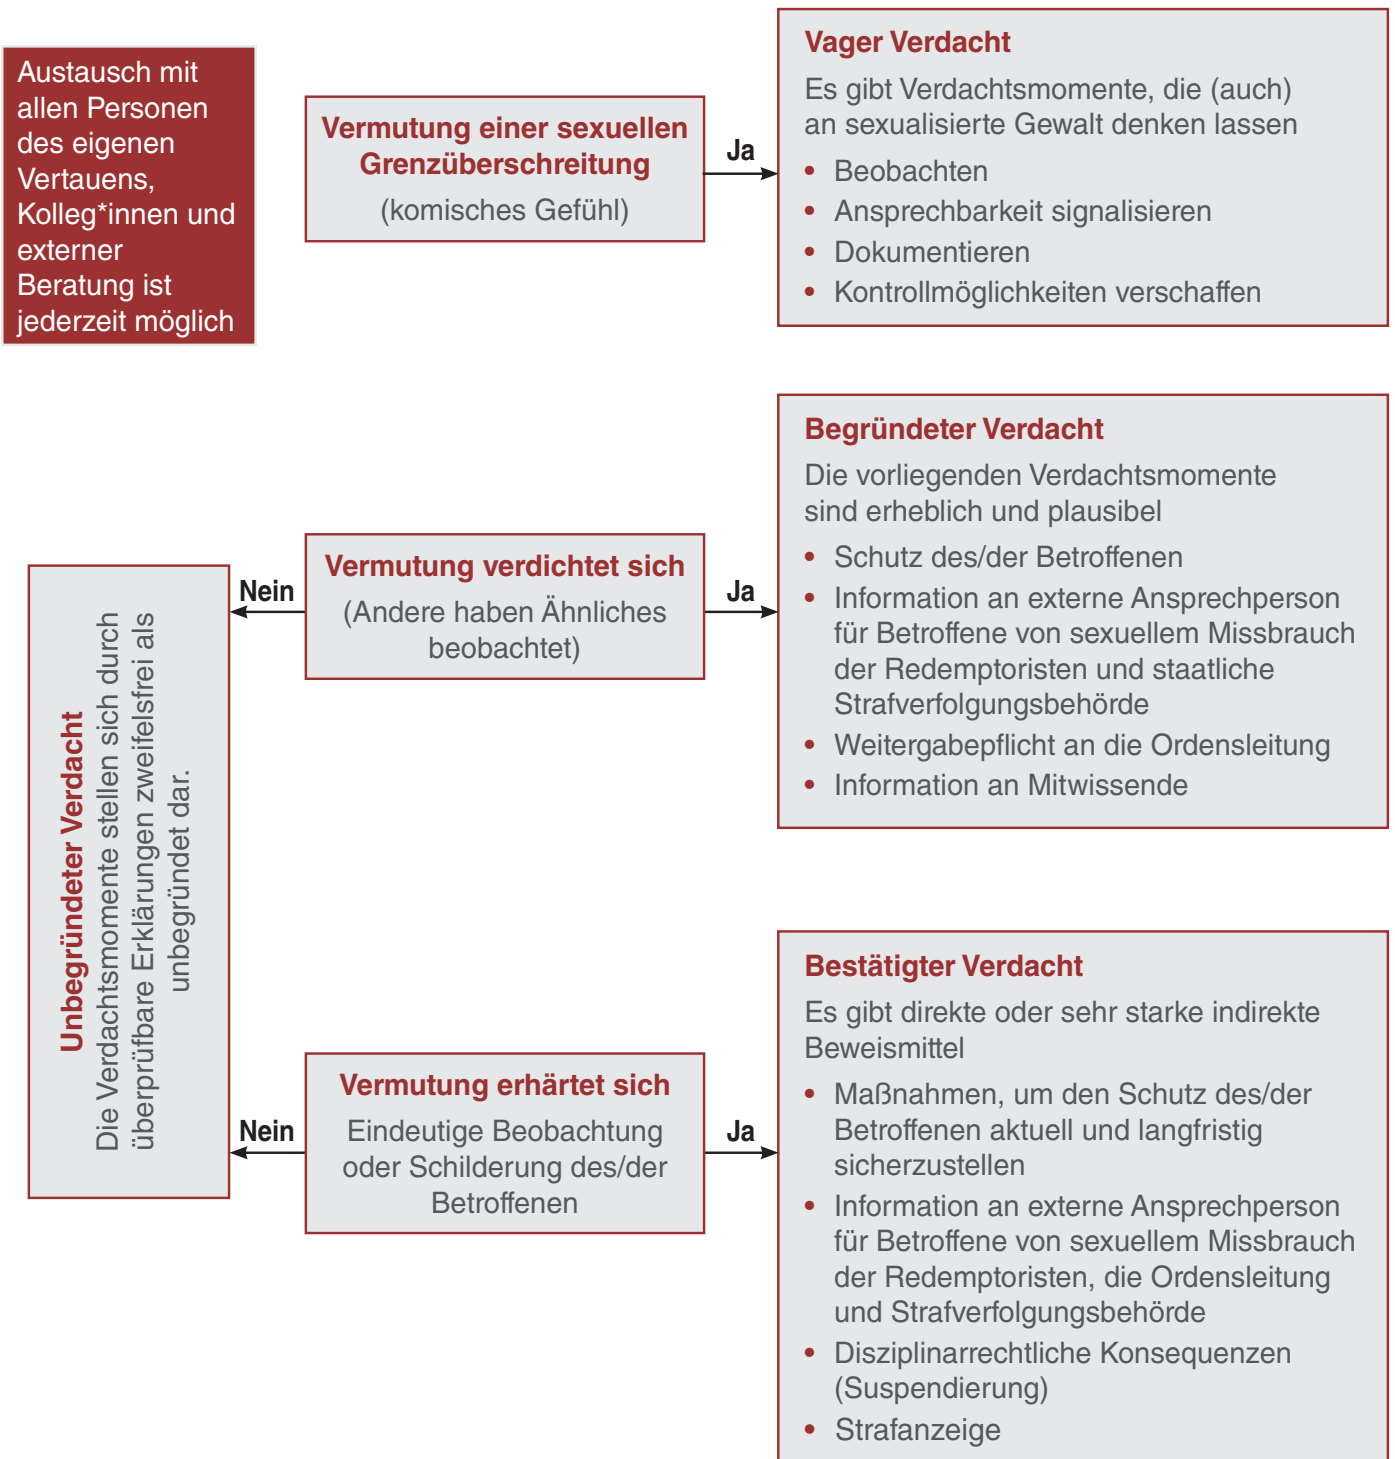 Austausch mit
allen Personen
des eigenen
Vertauens,
Kolleg*innen und
externer
Beratung ist
jederzeit möglich
Vermutung einer sexuellen
Grenzüberschreitung
(komisches Gefühl)
Ja
Vager Verdacht
Es gibt Verdachtsmomente, die (auch)
an sexualisierte Gewalt denken lassen
• Beobachten
• Ansprechbarkeit signalisieren
• Dokumentieren
• Kontrollmöglichkeiten verschaffen
Unbegründeter Verdacht
Die Verdachtsmomente stellen sich durch
überprüfbare Erklärungen zweifelsfrei als
unbegründet dar.
Nein
Vermutung verdichtet sich
(Andere haben Ähnliches
beobachtet)
Ja
Begründeter Verdacht
Die vorliegenden Verdachtsmomente
sind erheblich und plausibel
• Schutz des/der Betroffenen
• Information an externe Ansprechperson
für Betroffene von sexuellem Missbrauch
der Redemptoristen und staatliche
Strafverfolgungsbehörde
• Weitergabepflicht an die Ordensleitung
• Information an Mitwissende
Nein
Vermutung erhärtet sich
Eindeutige Beobachtung
oder Schilderung des/der
Betroffenen
Ja
Bestätigter Verdacht
Es gibt direkte oder sehr starke indirekte
Beweismittel
• Maßnahmen, um den Schutz des/der
Betroffenen aktuell und langfristig
sicherzustellen
• Information an externe Ansprechperson
für Betroffene von sexuellem Missbrauch
der Redemptoristen, die Ordensleitung
und Strafverfolgungsbehörde
• Disziplinarrechtliche Konsequenzen
(Suspendierung)
• Strafanzeige